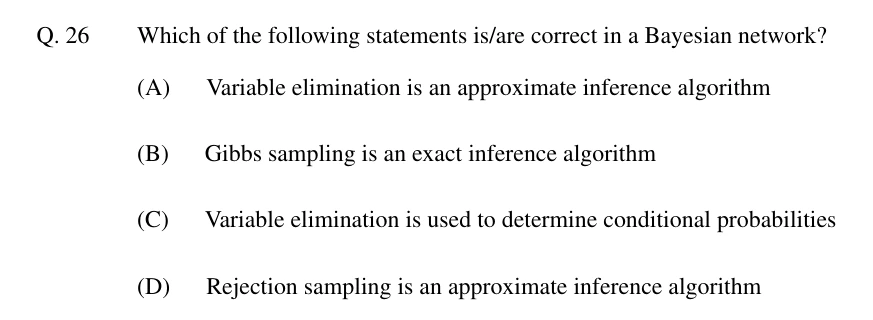 Q. 26 Which of the following statements is/are correct in a Bayesian network?
(A) Variable elimination is an approximate inference algorithm
(B) Gibbs sampling is an exact inference algorithm
(C) Variable elimination is used to determine conditional probabilities
(D) Rejection sampling is an approximate inference algorithm